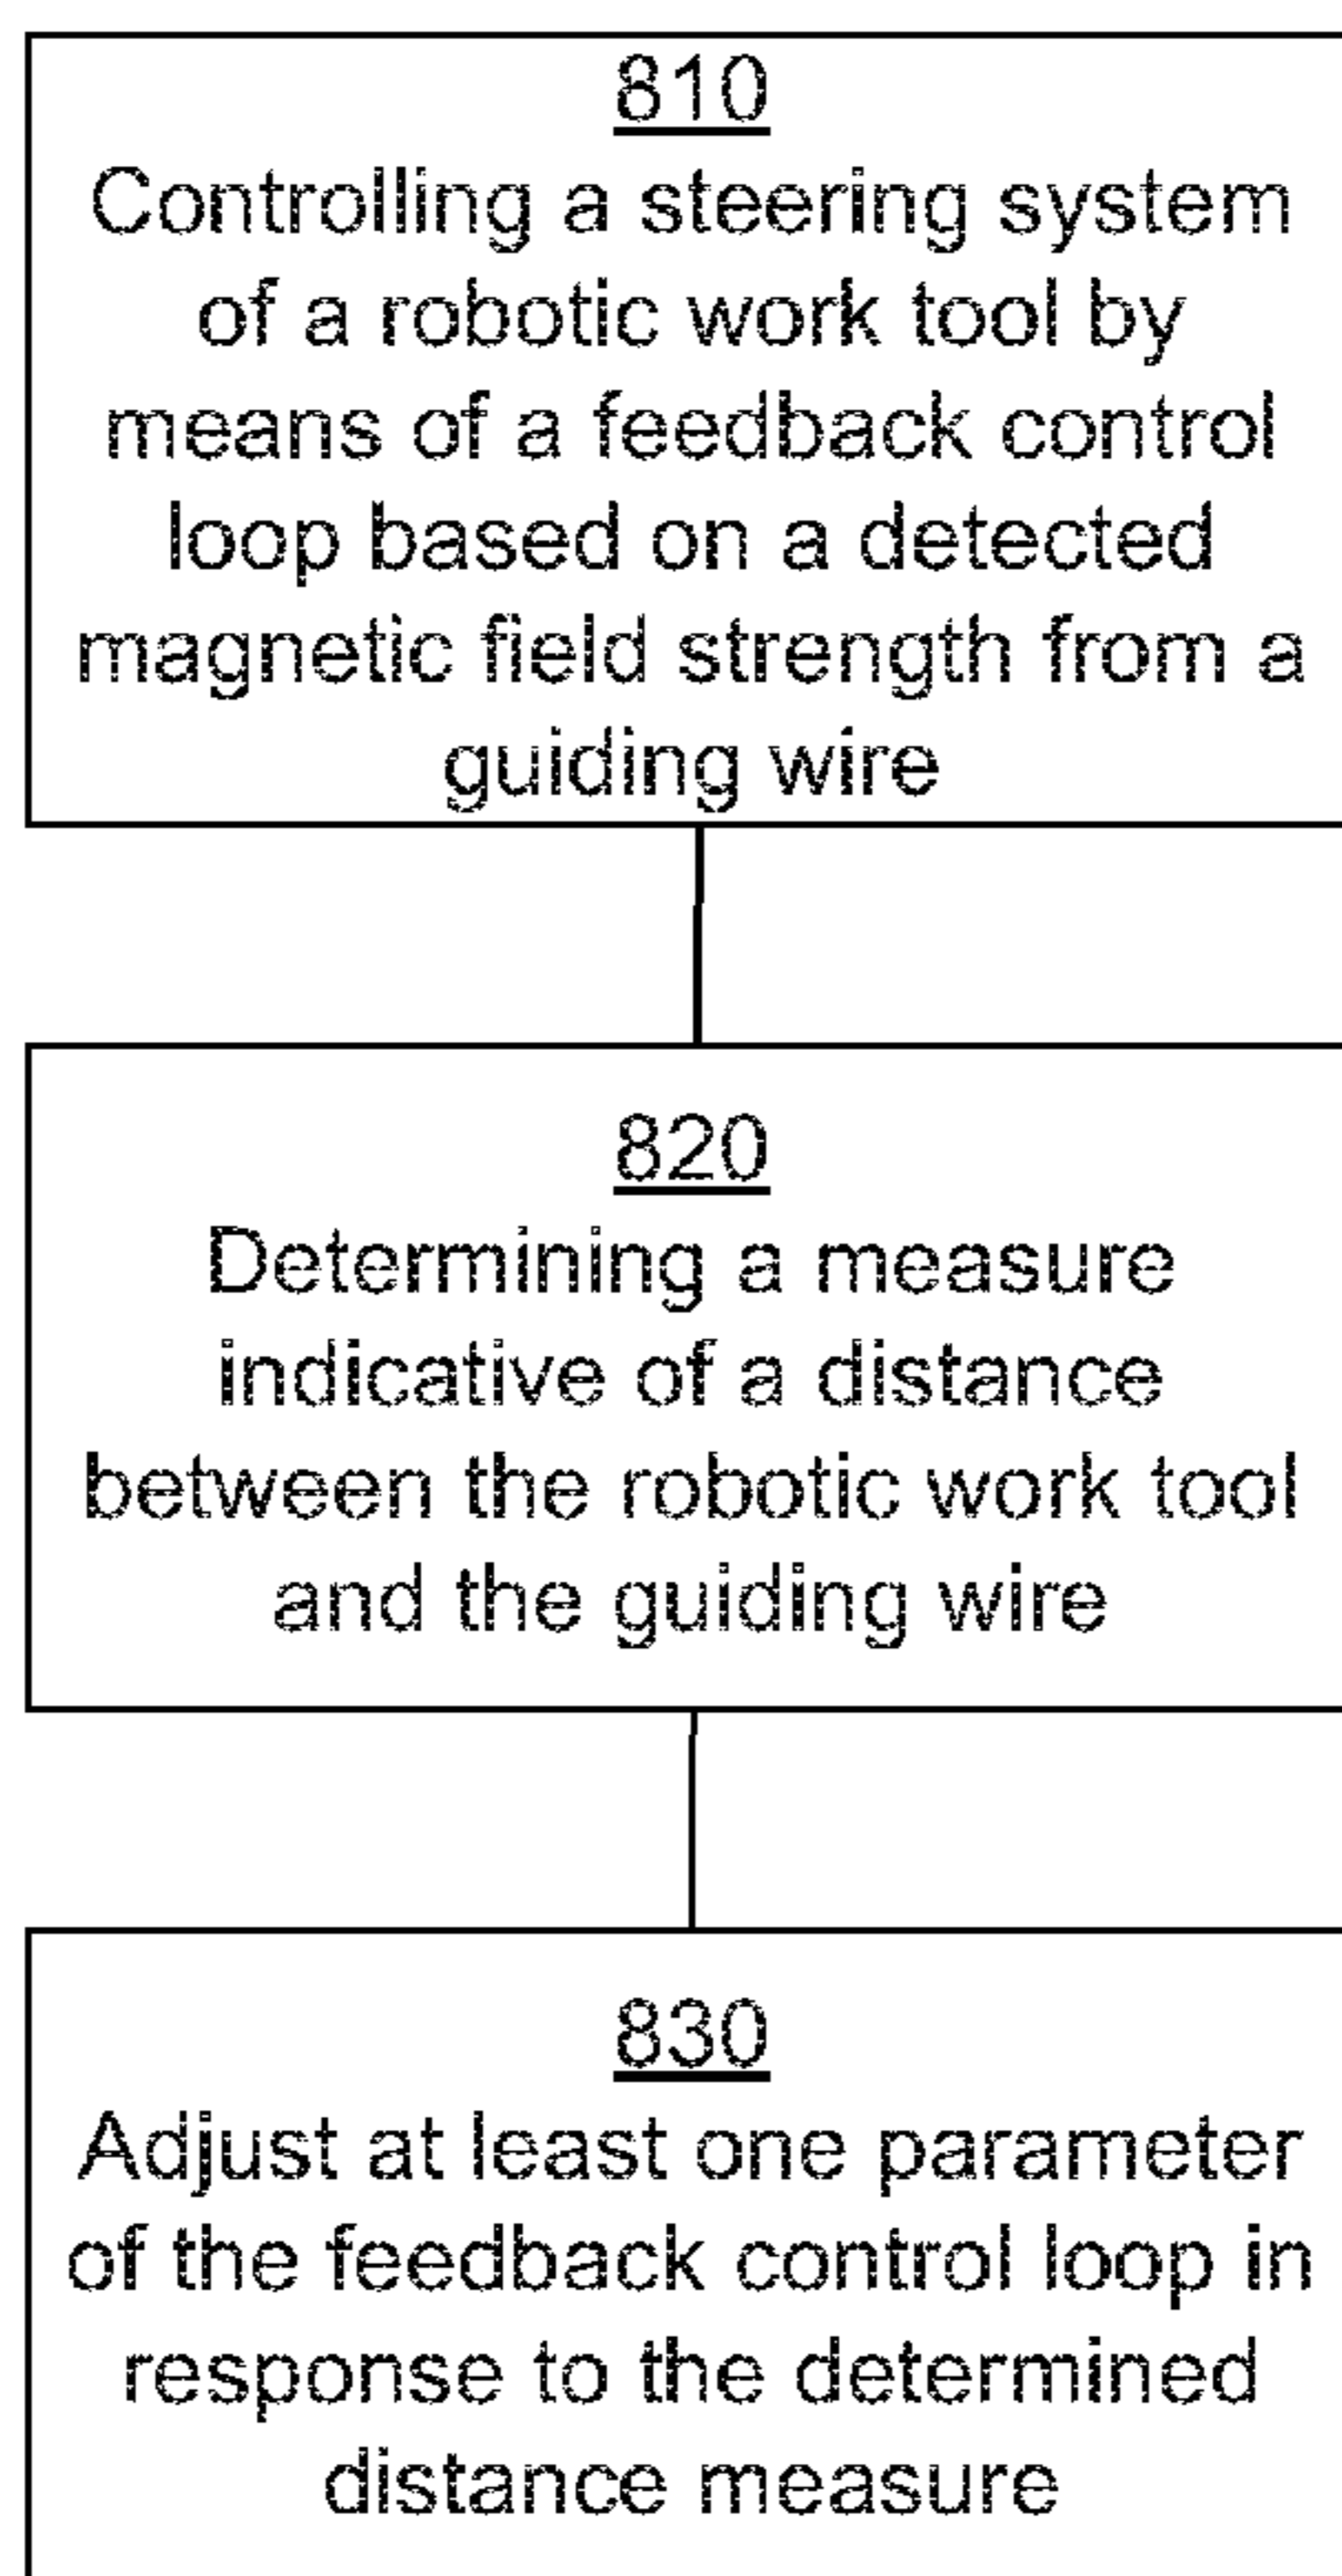 810
Controlling a steering system
of a robotic work tool by
means of a feedback control
loop based on a detected
magnetic field strength from a
guiding wire
820
Determining a measure
indicative of a distance
between the robotic work tool
and the guiding wire
830
Adjust at least one parameter
of the feedback control loop in
response to the determined
distance measure